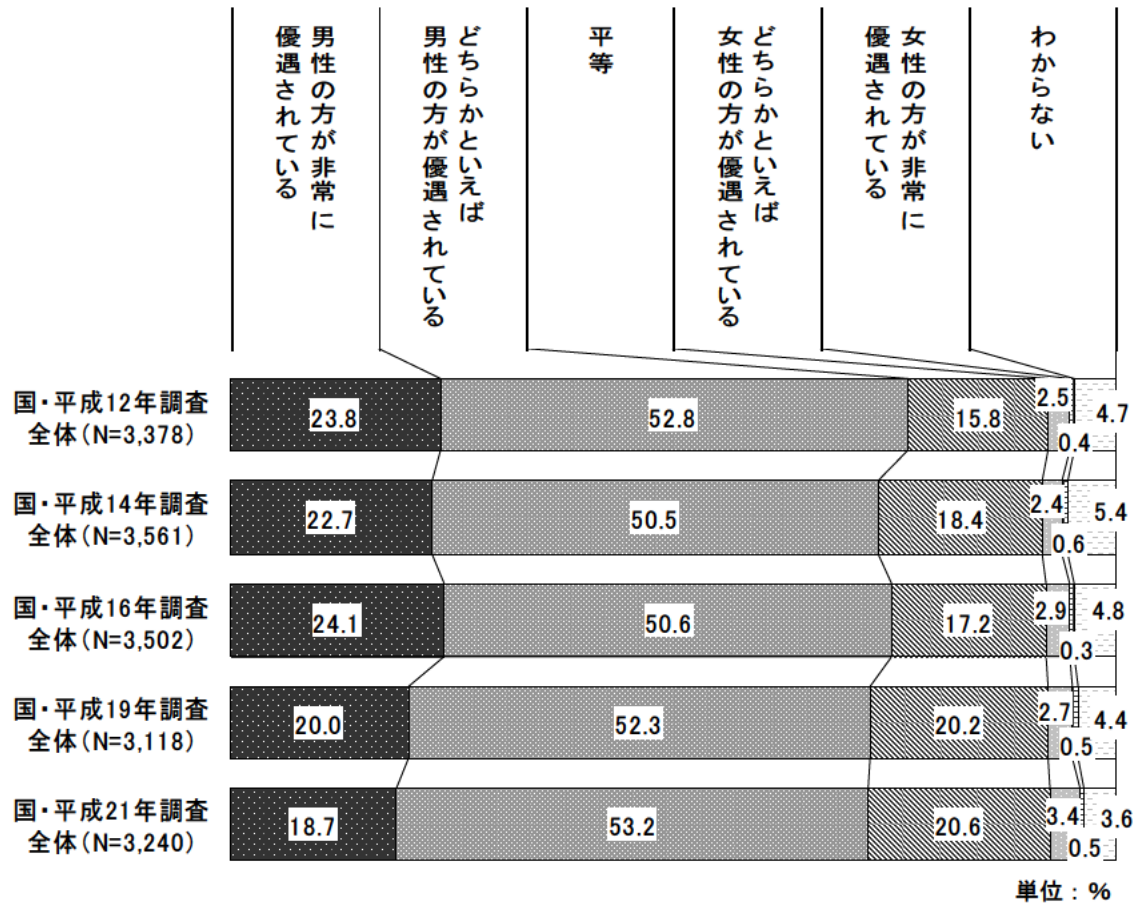 男性の方が非常に
優遇されている
どちらかといえば
男性の方が優遇されている
平等
どちらかといえば
女性の方が優遇されている
女性の方が非常に
優遇されている
わからない
国・平成12年調査
全体(N=3,378)
23.8
52.8
15.8
2.5
0.4
4.7
国・平成14年調査
全体(N=3,561)
22.7
50.5
18.4
2.4
0.6
5.4
国・平成16年調査
全体(N=3,502)
24.1
50.6
17.2
2.9
0.3
4.8
国・平成19年調査
全体(N=3,118)
20.0
52.3
20.2
2.7
0.5
4.4
国・平成21年調査
全体(N=3,240)
18.7
53.2
20.6
3.4
0.5
3.6
単位：%